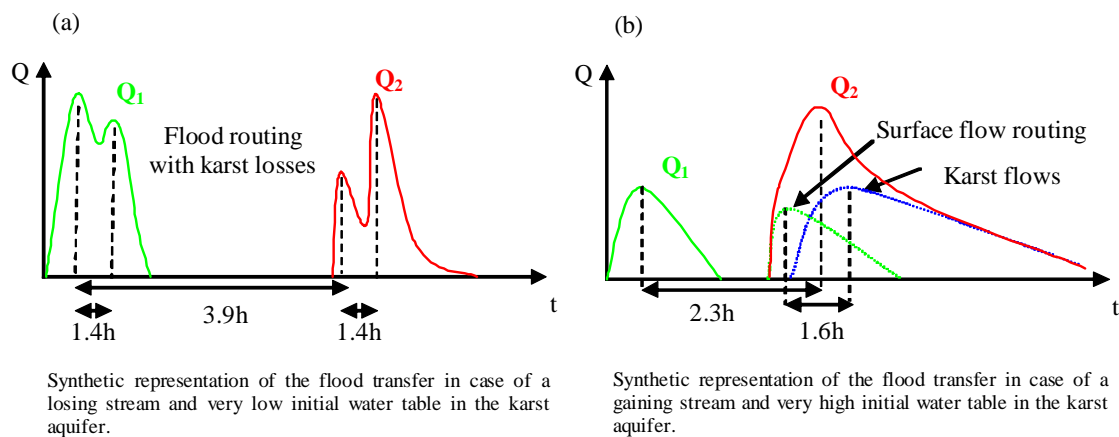 (a)
Q
Q1
Q2
Flood routing
with karst losses
t
3.9h
1.4h
1.4h
Synthetic representation of the flood transfer in case of a
losing stream and very low initial water table in the karst
aquifer.
(b)
Q
Q2
Surface flow routing
Q1
Karst flows
t
2.3h
1.6h
Synthetic representation of the flood transfer in case of a
gaining stream and very high initial water table in the karst
aquifer.